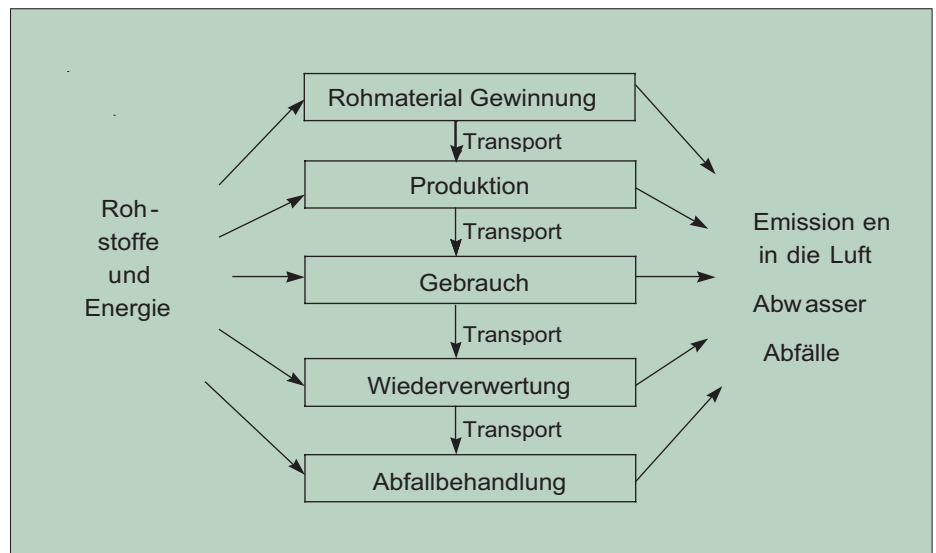 Rohmaterial Gewinnung
Transport
Produktion
Transport
Gebrauch
Transport
Wiederverwertung
Transport
Abfallbehandlung
Roh-
stoffe
und
Energie
Emission en
in die Luft
Abw asser
Abfälle